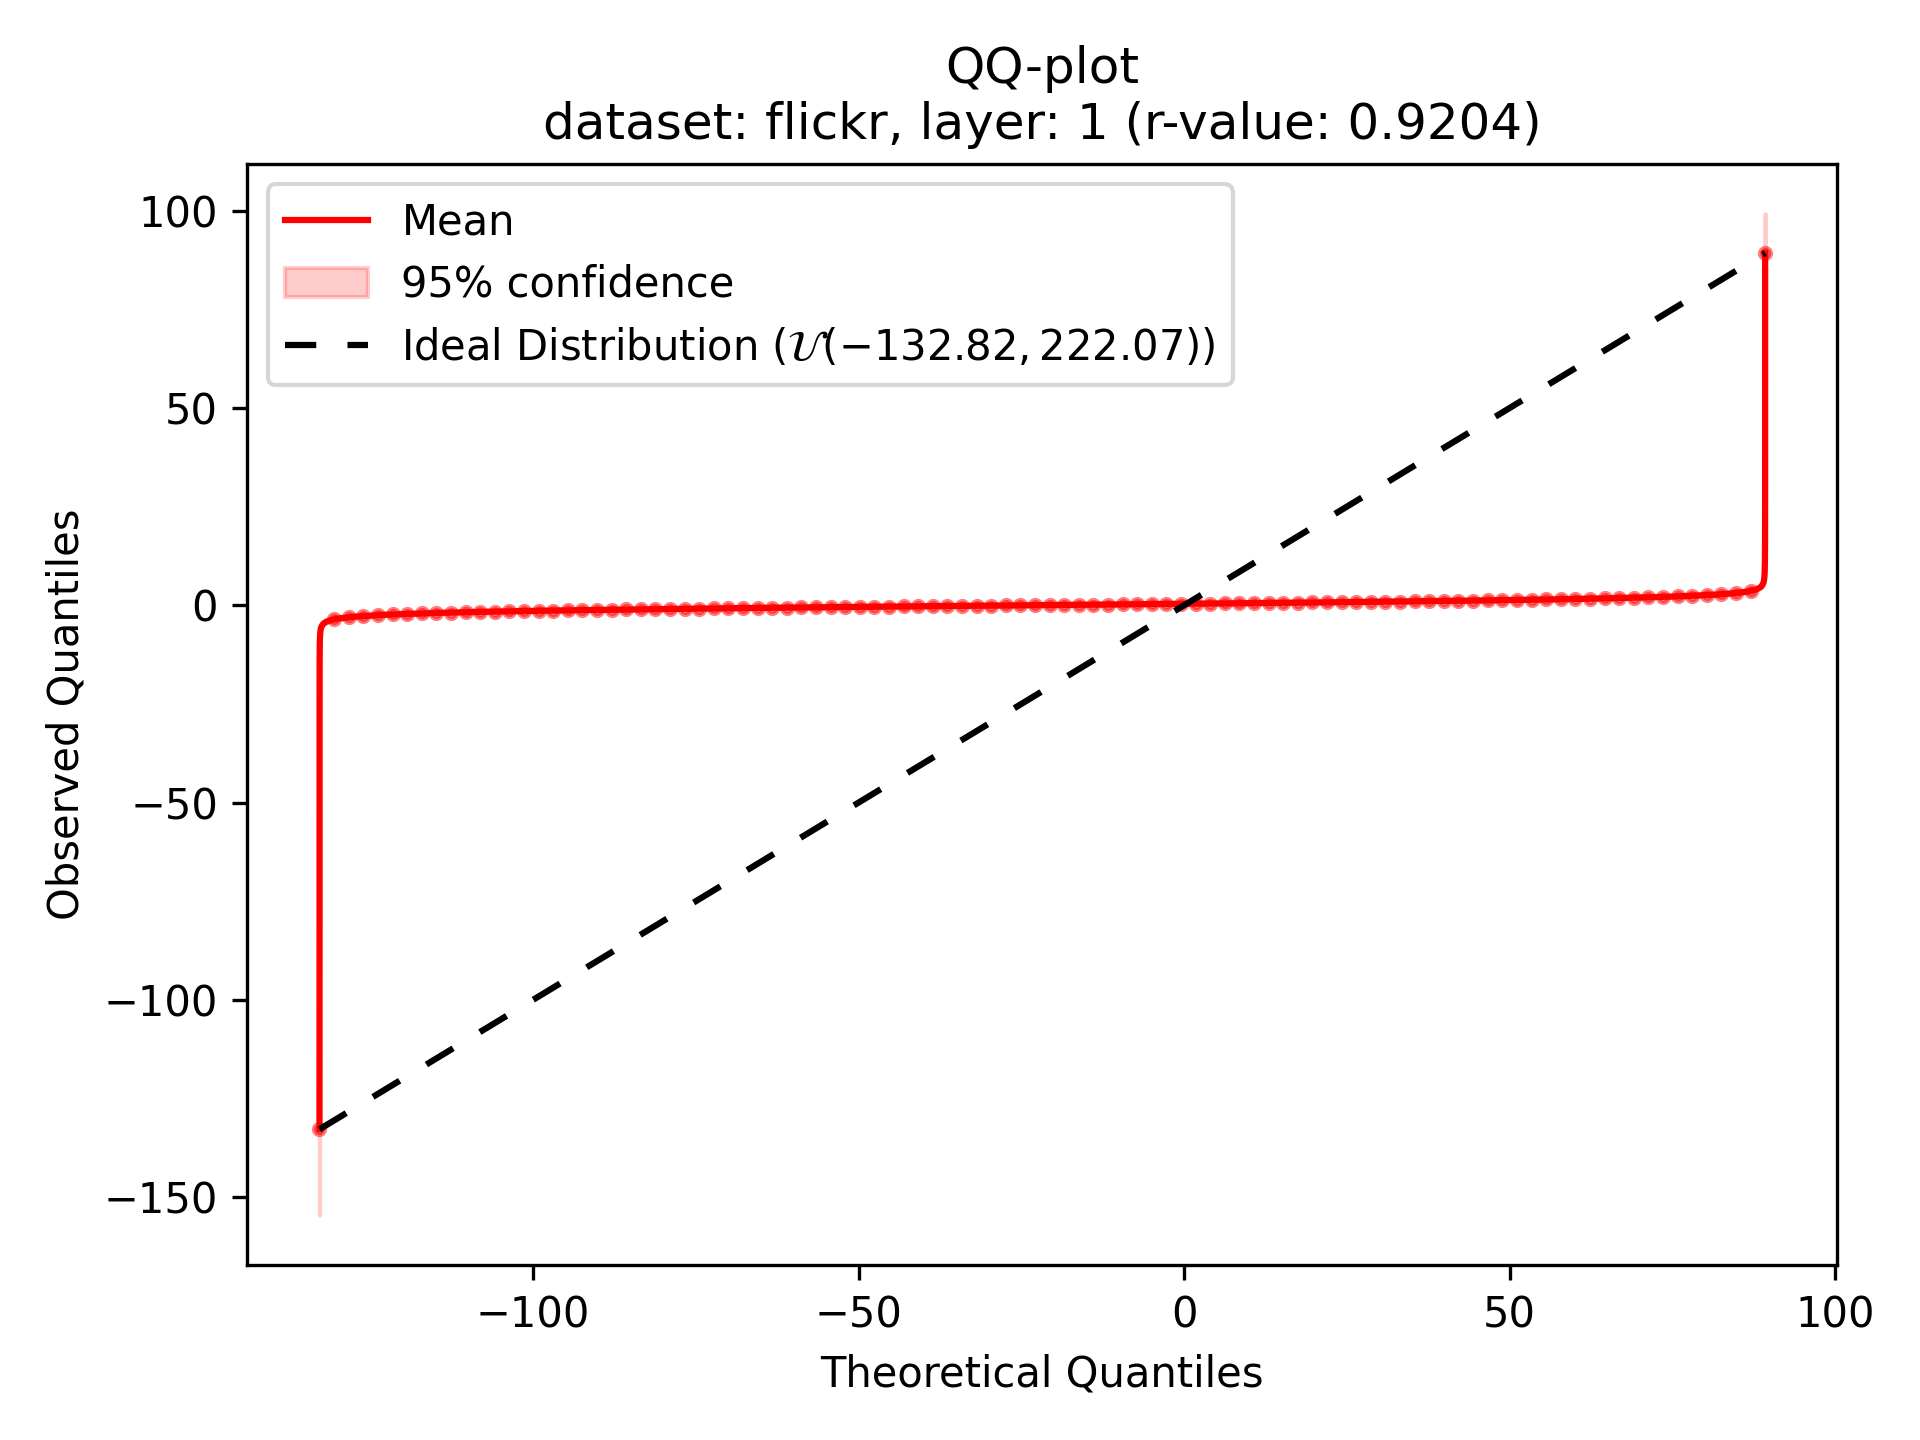 QQ-plot
dataset: flickr, layer: 1 (r-value: 0.9204)
Mean
95% confidence
Ideal Distribution (𝒰(−132.82, 222.07))
100
50
0
−50
−100
−150
Observed Quantiles
−100
−50
0
50
100
Theoretical Quantiles